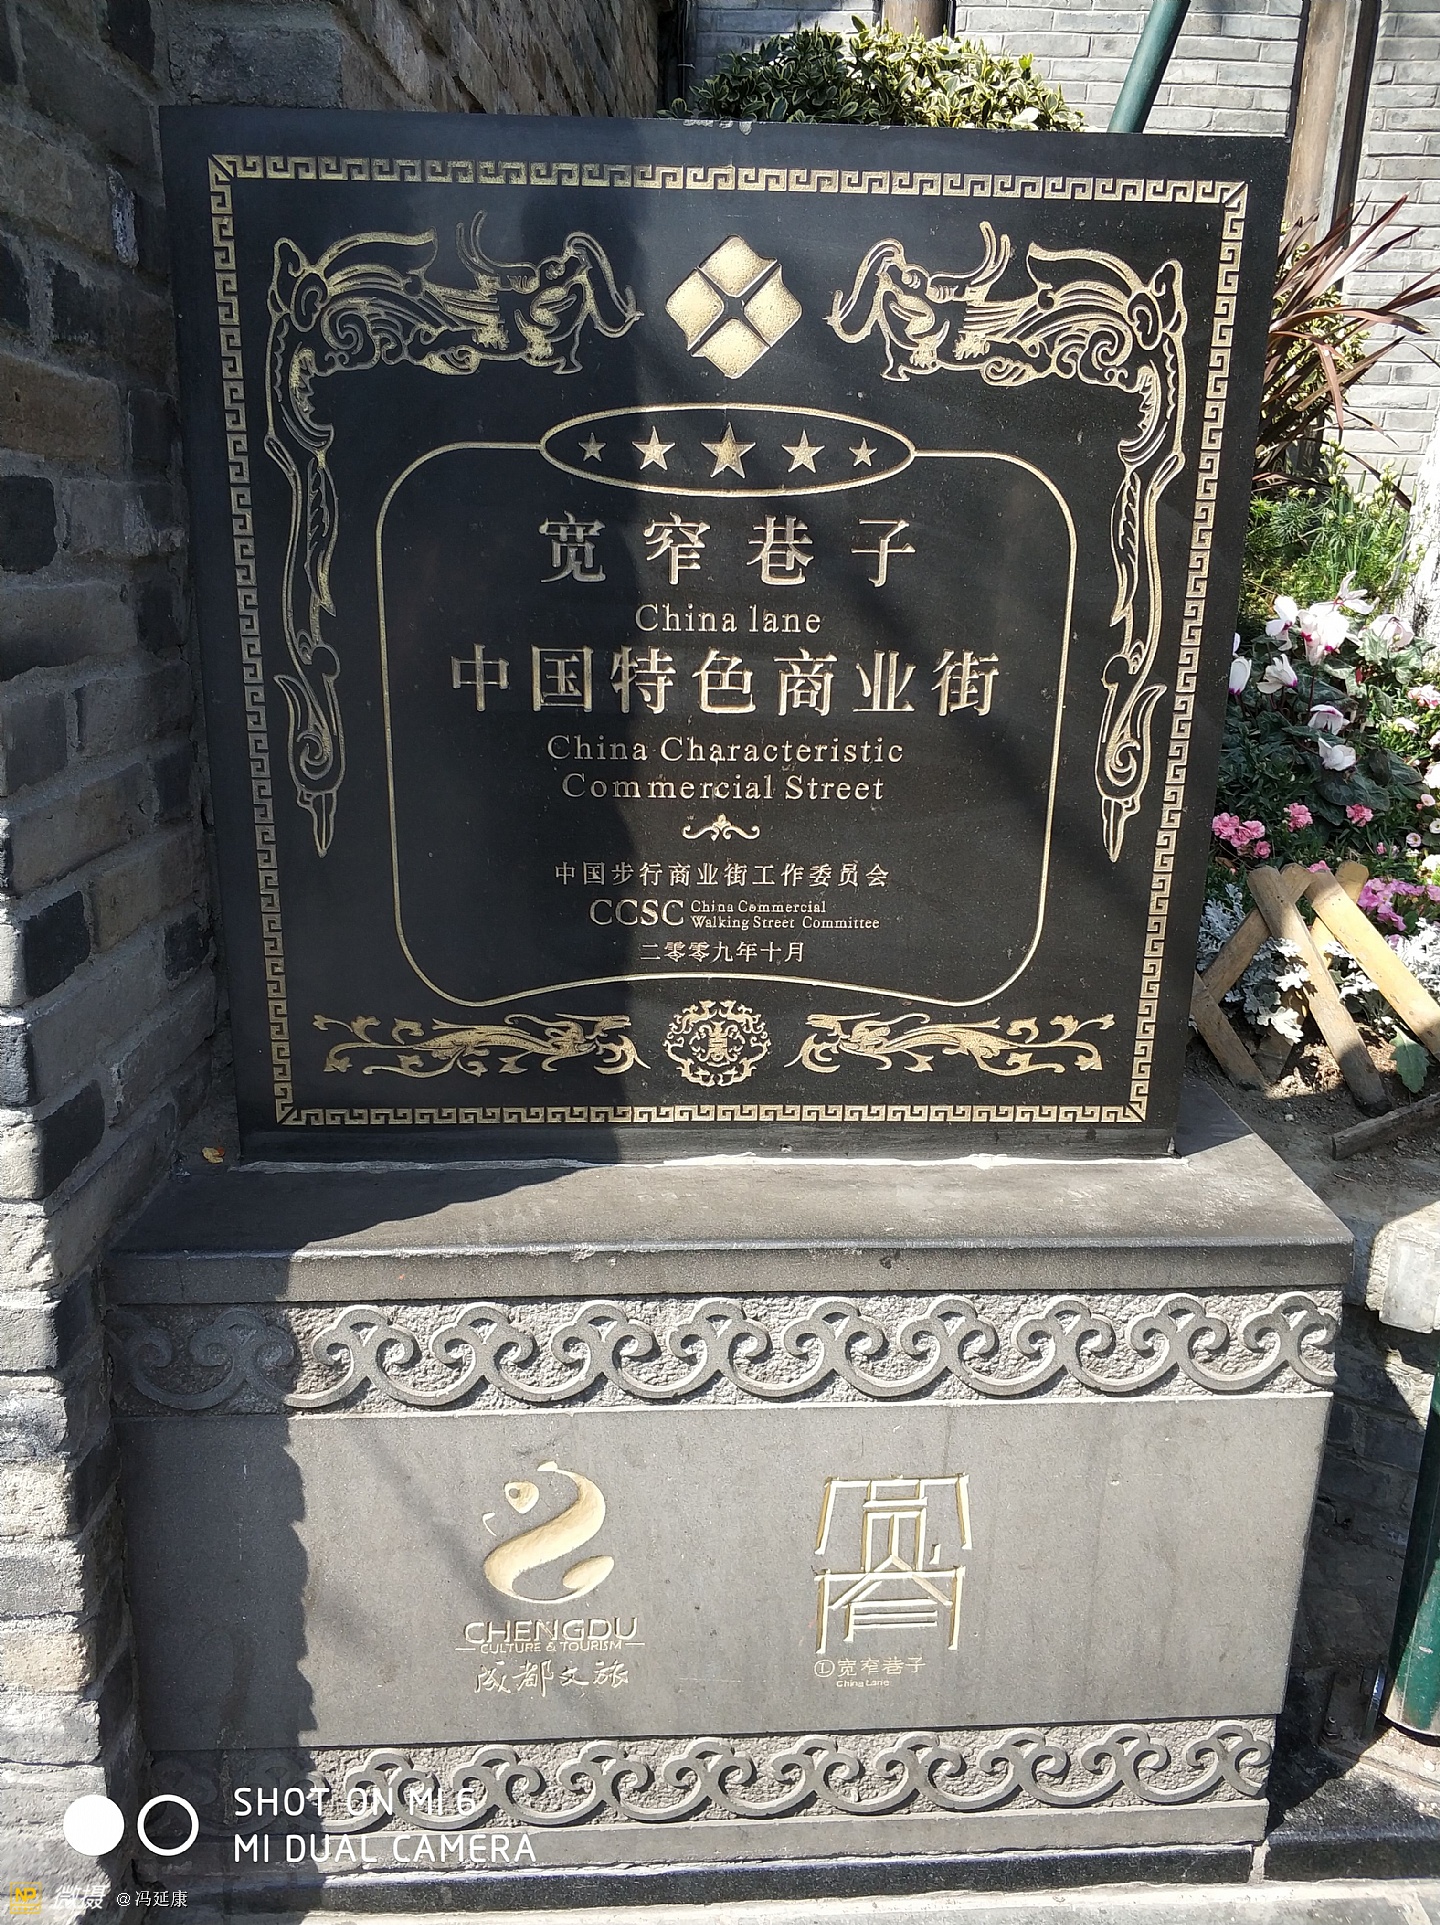 宽窄巷子
China lane
中国特色商业街
China Characteristic
Commercial Street
中国步行商业街工作委员会
CCSC China Commercial
Walking Street Committee
二零零九年十月
CHENGDU
CULTURE & TOURISM
成都文旅
宽窄巷子
China Lane
SHOT ON MI 6
MI DUAL CAMERA
微摄 @冯延康